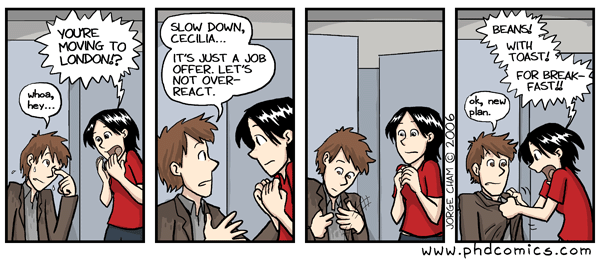 YOU'RE
MOVING TO
LONDON!?
whoa,
hey...
SLOW DOWN,
CECILIA...
IT'S JUST A JOB
OFFER. LET'S
NOT OVER-
REACT.
JORGE CHAM © 2006
BEANS!
WITH
TOAST!
FOR BREAK-
FAST!!
ok, new
plan.
www.phdcomics.com